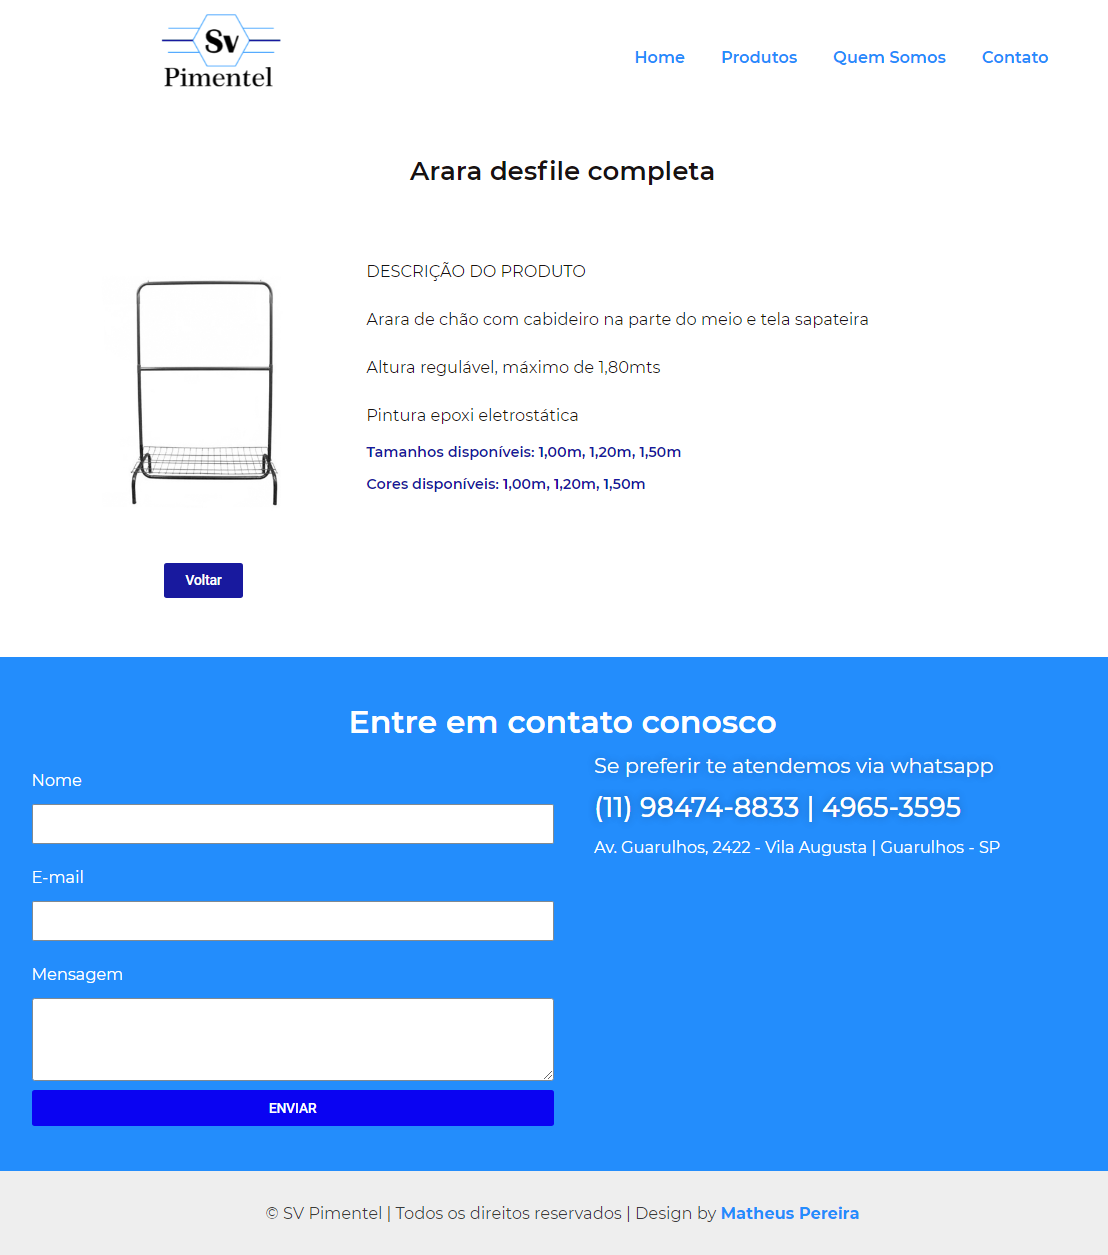 Sv
Pimentel
Home Produtos Quem Somos Contato
Arara desfile completa
DESCRIÇÃO DO PRODUTO
Arara de chão com cabideiro na parte do meio e tela sapateira
Altura regulável, máximo de 1,80mts
Pintura epoxi eletrostática
Tamanhos disponíveis: 1,00m, 1,20m, 1,50m
Cores disponíveis: 1,00m, 1,20m, 1,50m
Voltar
Entre em contato conosco
Nome
E-mail
Mensagem
ENVIAR
Se preferir te atendemos via whatsapp
(11) 98474-8833 | 4965-3595
Av. Guarulhos, 2422 - Vila Augusta | Guarulhos - SP
© SV Pimentel | Todos os direitos reservados | Design by Matheus Pereira